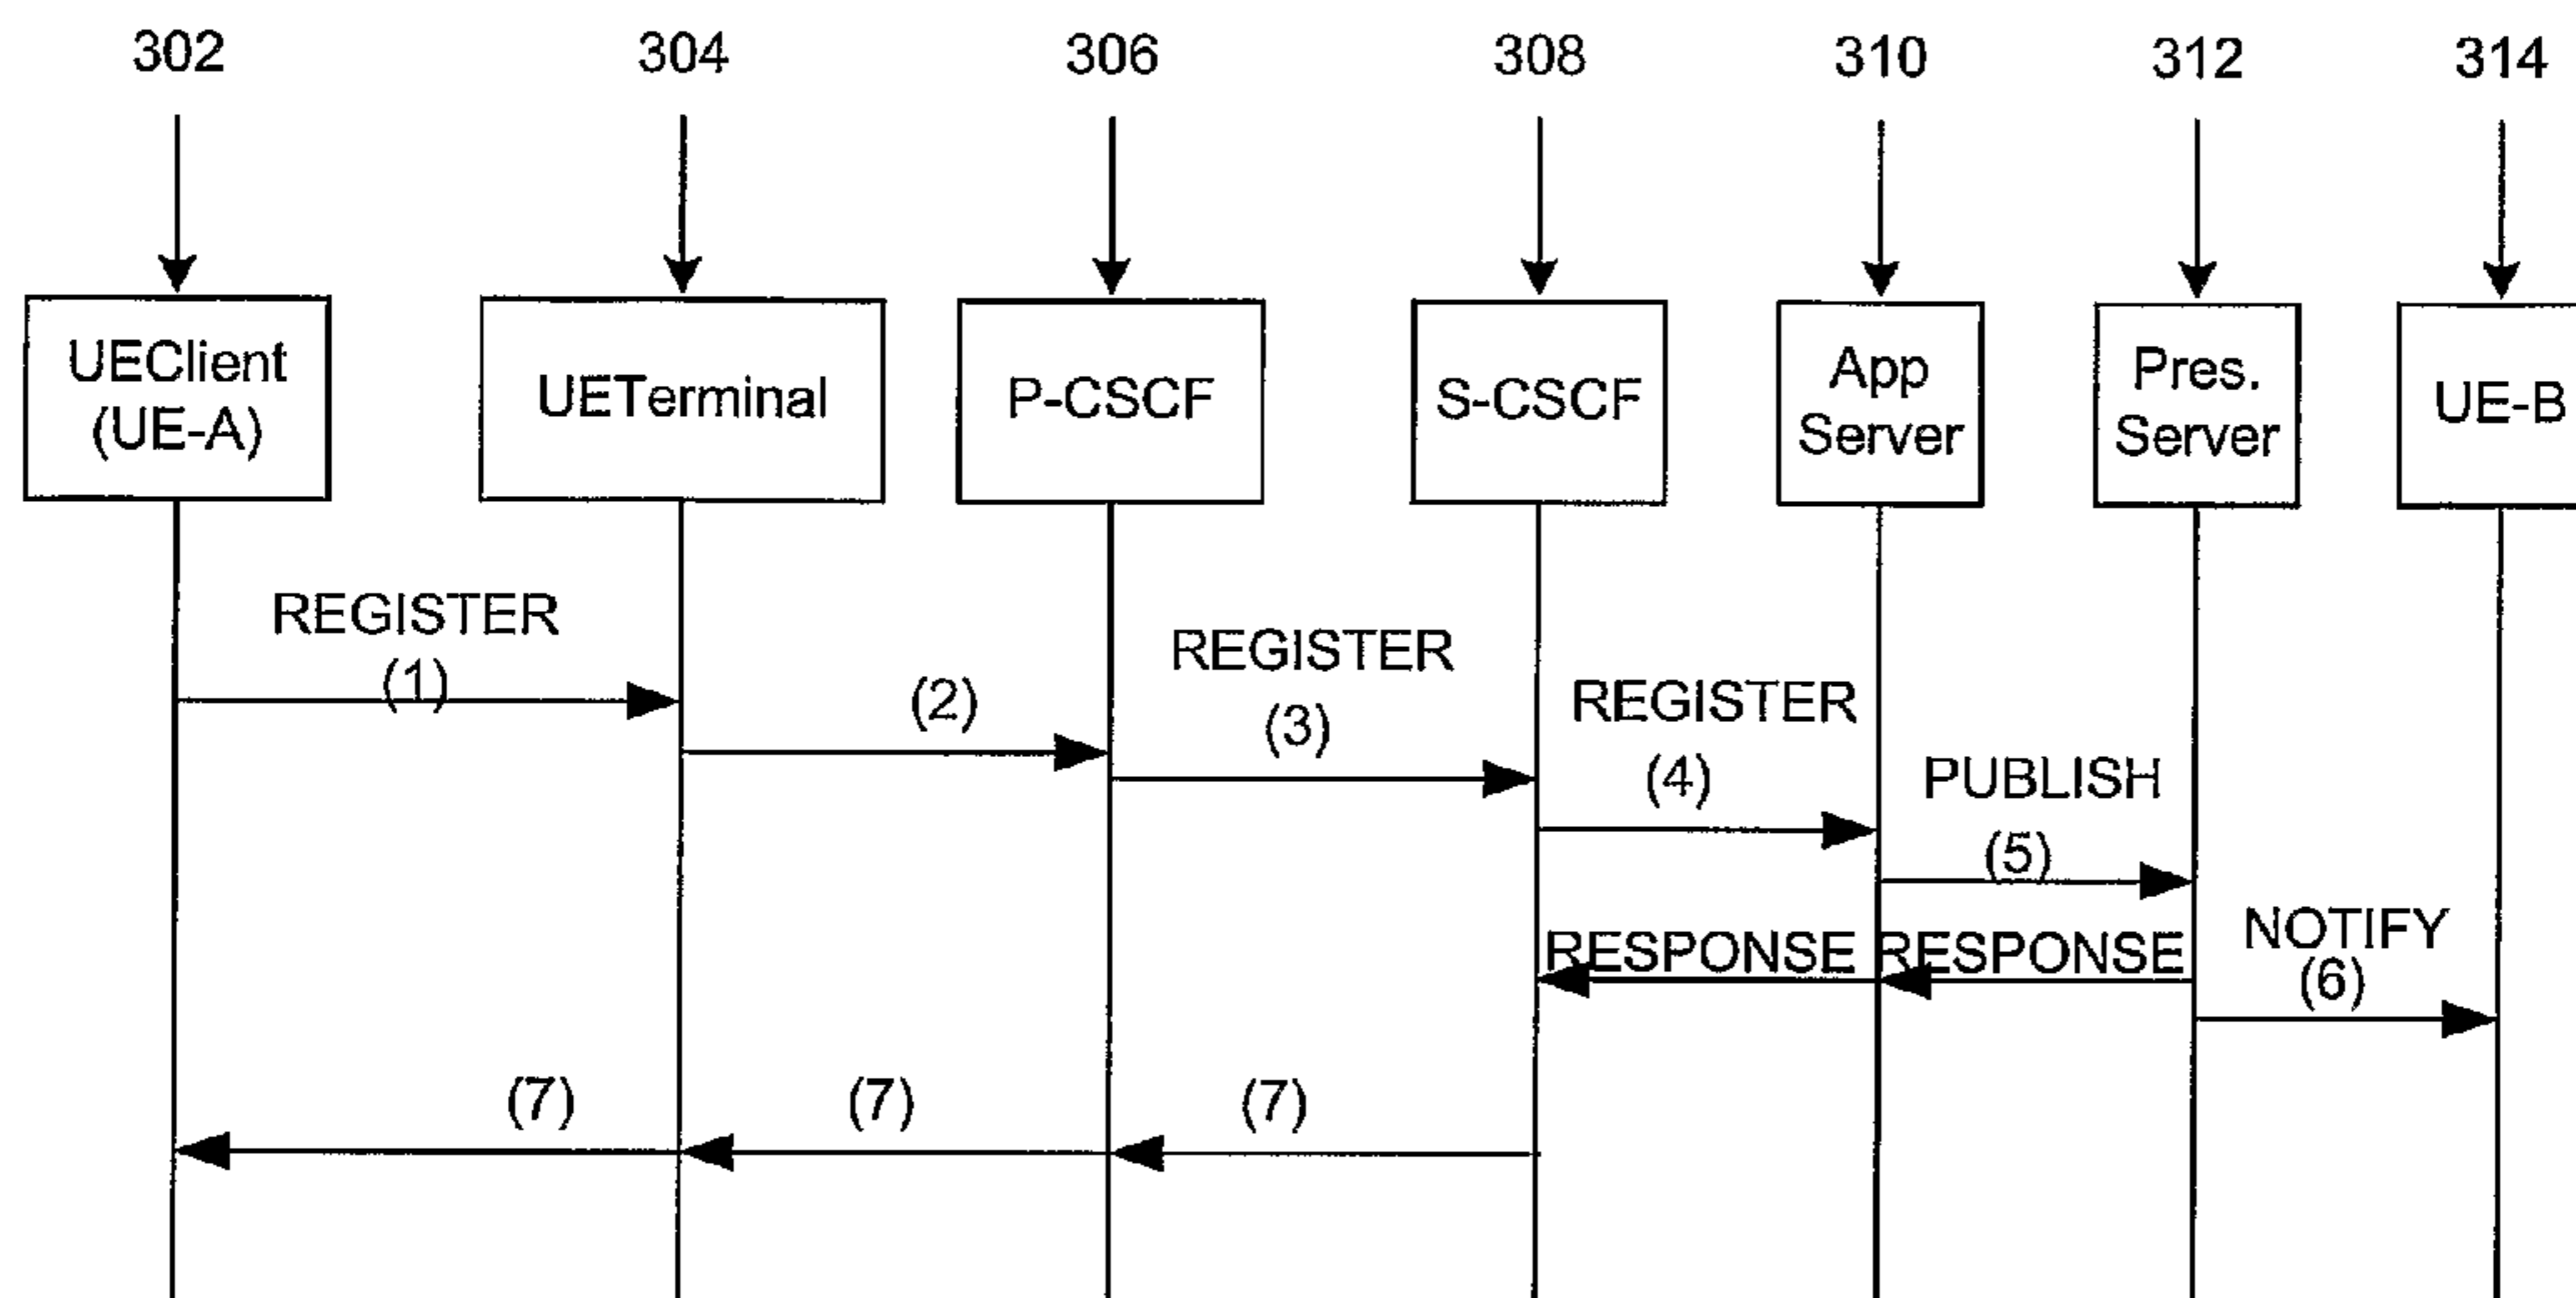 302 304 306 308 310 312 314
UEClient
(UE-A)
UETerminal
P-CSCF
S-CSCF
App
Server
Pres.
Server
UE-B
REGISTER
(1)
(2)
REGISTER
(3)
REGISTER
(4)
PUBLISH
(5)
RESPONSE RESPONSE
NOTIFY
(6)
(7) (7) (7)